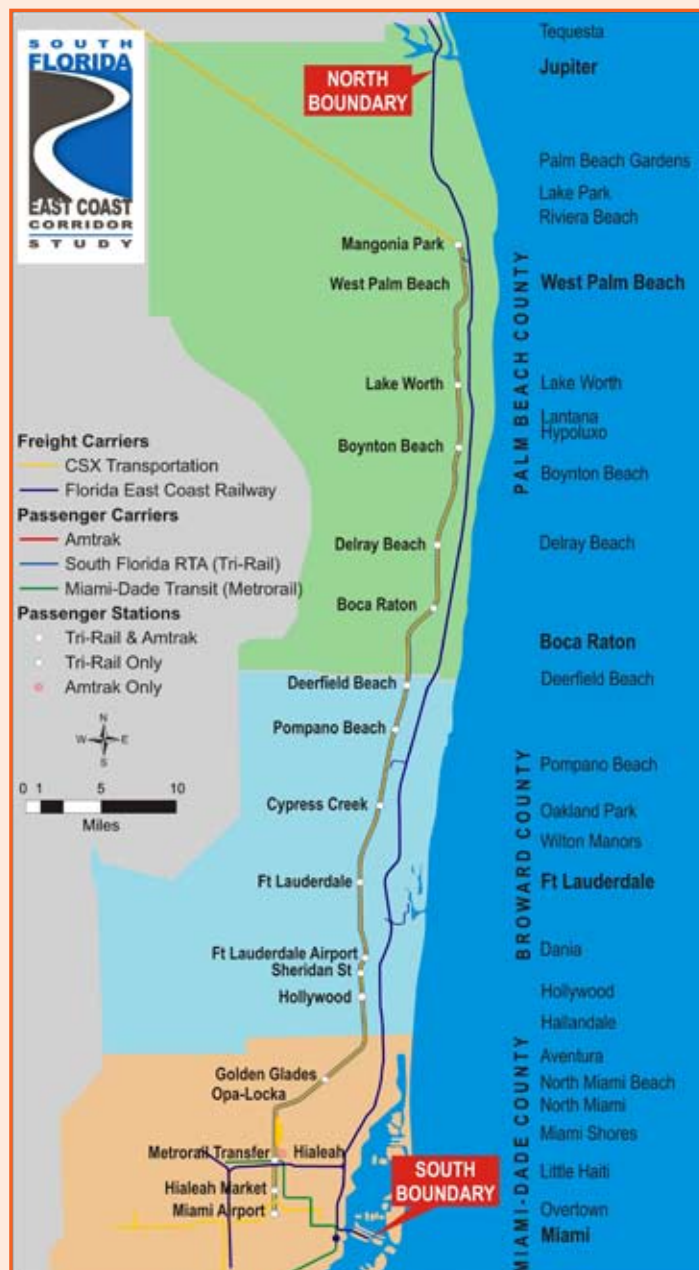 SOUTH
FLORIDA
EAST COAST
CORRIDOR
STUDY
NORTH
BOUNDARY
Mangonia Park
West Palm Beach
Lake Worth
Boynton Beach
Delray Beach
Boca Raton
Deerfield Beach
Pompano Beach
Cypress Creek
Ft Lauderdale
Ft Lauderdale Airport
Sheridan St
Hollywood
Golden Glades
Opa-Locka
Metrorail Transfer
Hialeah
Hialeah Market
Miami Airport
SOUTH
BOUNDARY
Freight Carriers
CSX Transportation
Florida East Coast Railway
Passenger Carriers
Amtrak
South Florida RTA (Tri-Rail)
Miami-Dade Transit (Metrorail)
Passenger Stations
Tri-Rail & Amtrak
Tri-Rail Only
Amtrak Only
N
W E
S
0 1 5 10
Miles
PALM BEACH COUNTY
BROWARD COUNTY
MIAMI-DADE COUNTY
Tequesta
Jupiter
Palm Beach Gardens
Lake Park
Riviera Beach
West Palm Beach
Lake Worth
Lantana
Hypoluxo
Boynton Beach
Delray Beach
Boca Raton
Deerfield Beach
Pompano Beach
Oakland Park
Wilton Manors
Ft Lauderdale
Dania
Hollywood
Hallandale
Aventura
North Miami Beach
North Miami
Miami Shores
Little Haiti
Overtown
Miami